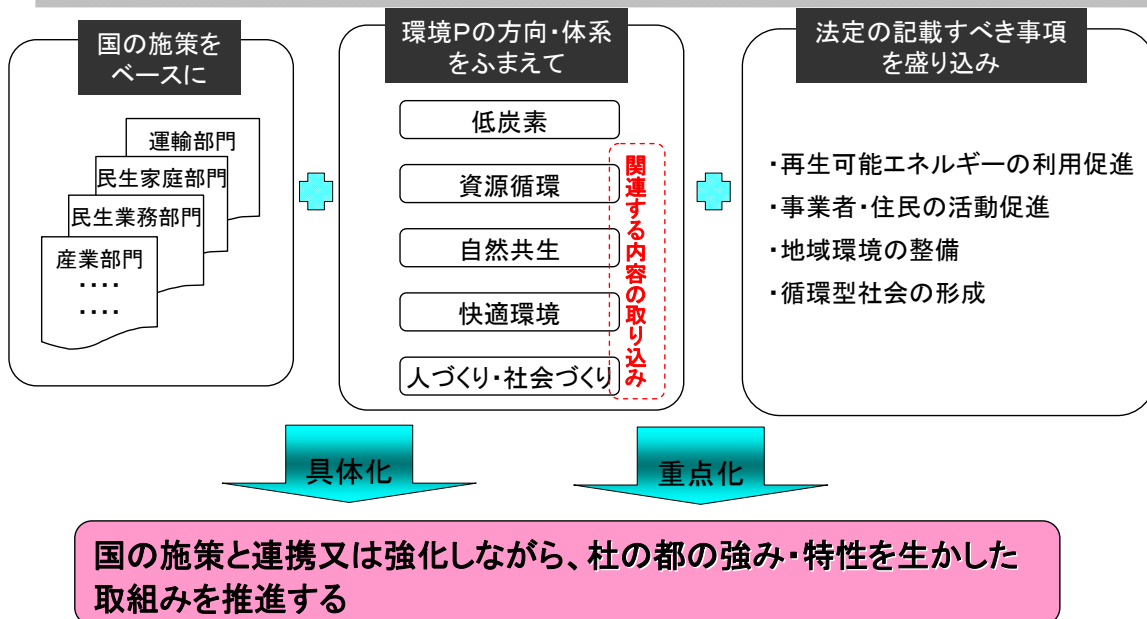 国の施策を
ベースに
運輸部門
民生家庭部門
民生業務部門
産業部門
‥‥
‥‥
環境Pの方向・体系
をふまえて
低炭素
資源循環
自然共生
快適環境
人づくり・社会づくり
関連する内容の取り込み
法定の記載すべき事項
を盛り込み
・再生可能エネルギーの利用促進
・事業者・住民の活動促進
・地域環境の整備
・循環型社会の形成
具体化
重点化
国の施策と連携又は強化しながら、杜の都の強み・特性を生かした
取組みを推進する